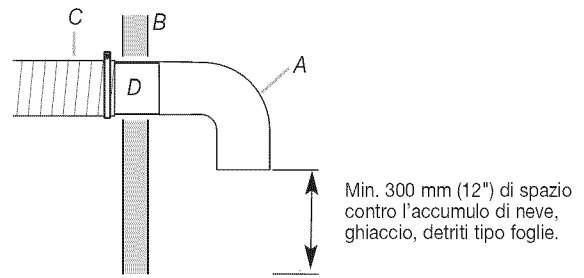 C
B
A
D
Min. 300 mm (12") di spazio
contro l'accumulo di neve,
ghiaccio, detriti tipo foglie.